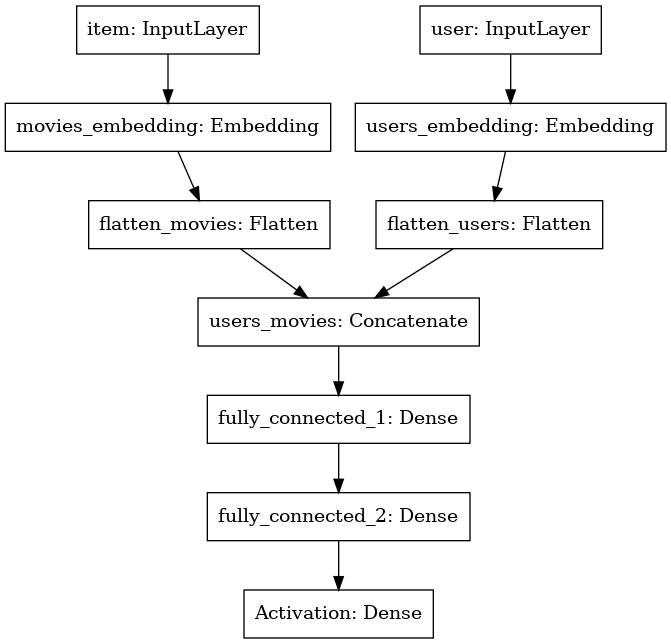 item: InputLayer
user: InputLayer
movies_embedding: Embedding
users_embedding: Embedding
flatten_movies: Flatten
flatten_users: Flatten
users_movies: Concatenate
fully_connected_1: Dense
fully_connected_2: Dense
Activation: Dense